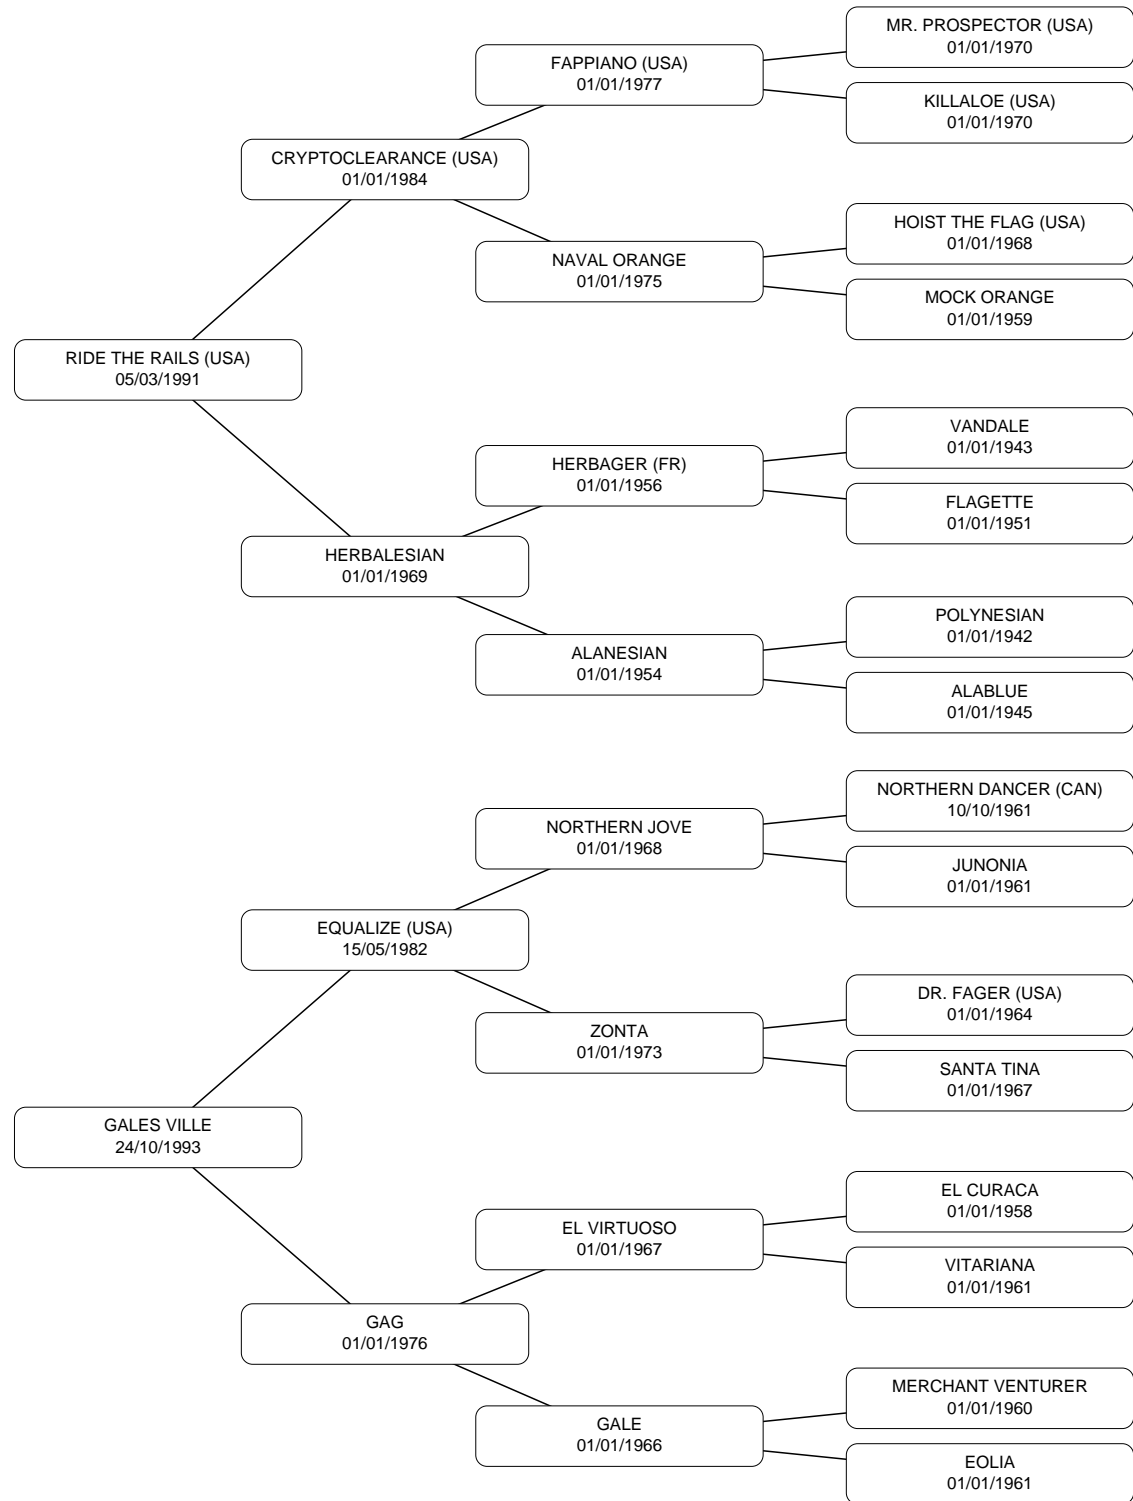 MR. PROSPECTOR (USA)
01/01/1970
FAPPIANO (USA)
01/01/1977
KILLALOE (USA)
01/01/1970
CRYPTOCLEARANCE (USA)
01/01/1984
HOIST THE FLAG (USA)
01/01/1968
NAVAL ORANGE
01/01/1975
MOCK ORANGE
01/01/1959
RIDE THE RAILS (USA)
05/03/1991
VANDALE
01/01/1943
HERBAGER (FR)
01/01/1956
FLAGETTE
01/01/1951
HERBALESIAN
01/01/1969
POLYNESIAN
01/01/1942
ALANESIAN
01/01/1954
ALABLUE
01/01/1945
NORTHERN DANCER (CAN)
10/10/1961
NORTHERN JOVE
01/01/1968
JUNONIA
01/01/1961
EQUALIZE (USA)
15/05/1982
DR. FAGER (USA)
01/01/1964
ZONTA
01/01/1973
SANTA TINA
01/01/1967
GALES VILLE
24/10/1993
EL CURACA
01/01/1958
EL VIRTUOSO
01/01/1967
VITARIANA
01/01/1961
GAG
01/01/1976
MERCHANT VENTURER
01/01/1960
GALE
01/01/1966
EOLIA
01/01/1961